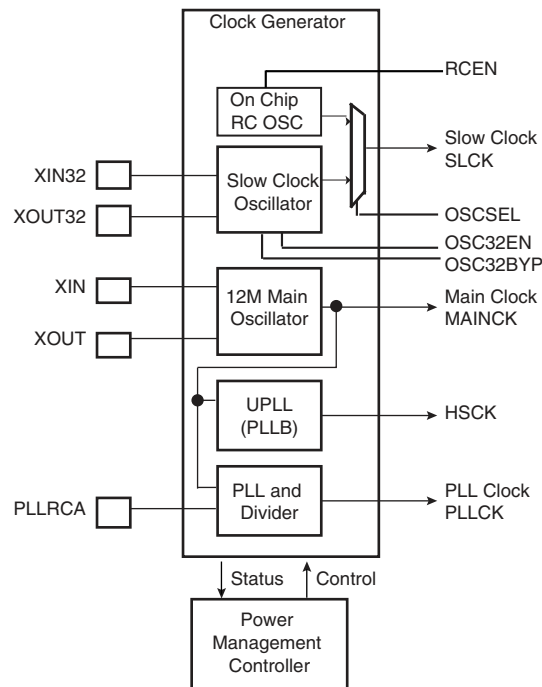 Clock Generator
RCEN
On Chip
RC OSC
Slow Clock
SLCK
XIN32
Slow Clock
Oscillator
XOUT32
OSCSEL
OSC32EN
OSC32BYP
XIN
12M Main
Oscillator
Main Clock
MAINCK
XOUT
UPLL
(PLLB)
HSCK
PLLRCA
PLL and
Divider
PLL Clock
PLLCK
Status
Control
Power
Management
Controller